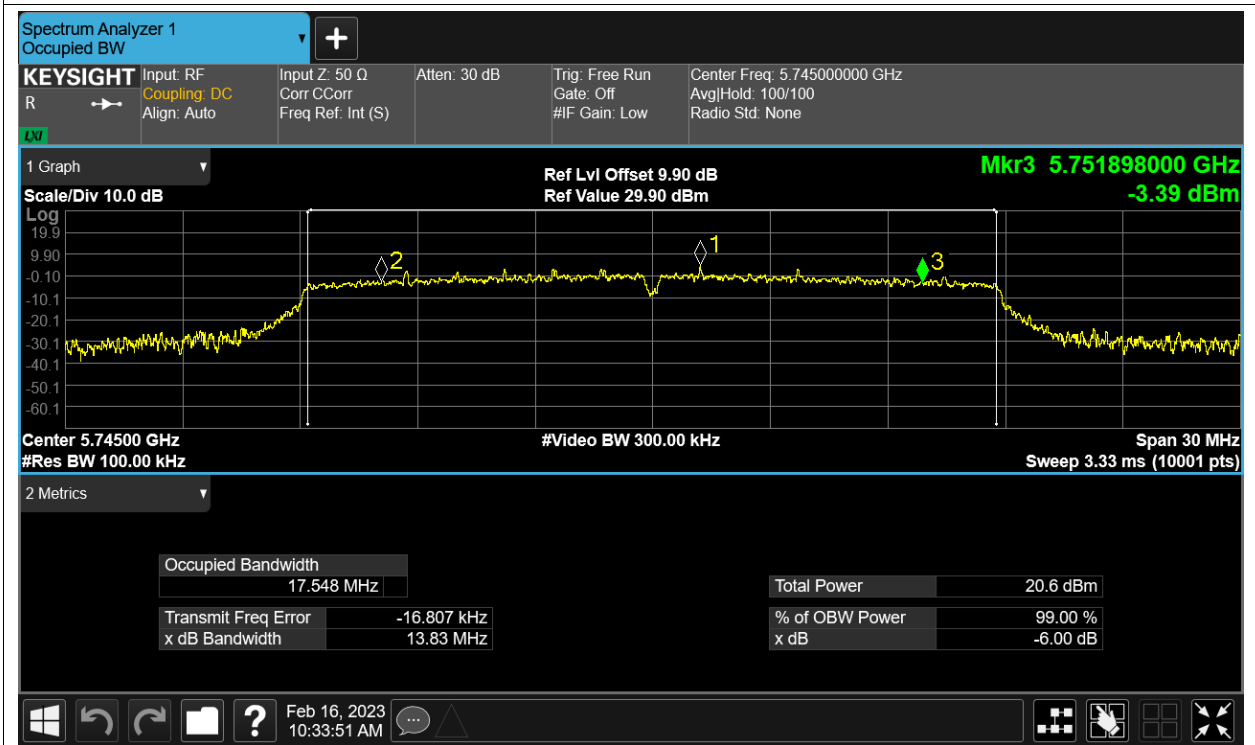 Spectrum Analyzer 1
Occupied BW
KEYSIGHT
R
LXI
Input: RF
Coupling: DC
Align: Auto
Input Z: 50 Ω
Corr CCorr
Freq Ref: Int (S)
Atten: 30 dB
Trig: Free Run
Gate: Off
#IF Gain: Low
Center Freq: 5.745000000 GHz
Avg|Hold: 100/100
Radio Std: None
1 Graph
Scale/Div 10.0 dB
Ref Lvl Offset 9.90 dB
Ref Value 29.90 dBm
Mkr3 5.751898000 GHz
-3.39 dBm
Log
19.9
9.90
-0.10
-10.1
-20.1
-30.1
-40.1
-50.1
-60.1
2
1
3
Center 5.74500 GHz
#Video BW 300.00 kHz
Span 30 MHz
#Res BW 100.00 kHz
Sweep 3.33 ms (10001 pts)
2 Metrics
Occupied Bandwidth
17.548 MHz
Transmit Freq Error -16.807 kHz
x dB Bandwidth 13.83 MHz
Total Power 20.6 dBm
% of OBW Power 99.00 %
x dB -6.00 dB
?
Feb 16, 2023
10:33:51 AM